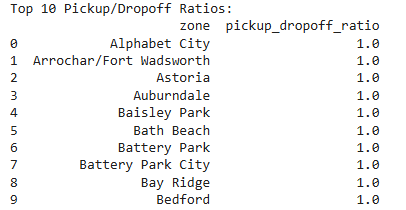 Top 10 Pickup/Dropoff Ratios:
zone pickup_dropoff_ratio
0 Alphabet City 1.0
1 Arrochar/Fort Wadsworth 1.0
2 Astoria 1.0
3 Auburndale 1.0
4 Baisley Park 1.0
5 Bath Beach 1.0
6 Battery Park 1.0
7 Battery Park City 1.0
8 Bay Ridge 1.0
9 Bedford 1.0